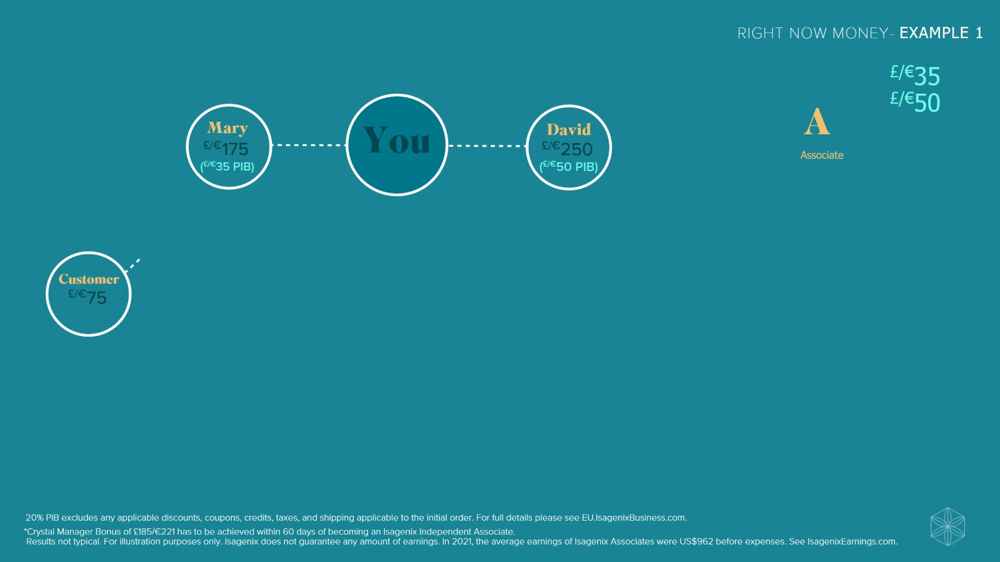 RIGHT NOW MONEY- EXAMPLE 1
£/€35
£/€50
A
Associate
Mary
£/€175
(£/€35 PIB)
You
David
£/€250
(£/€50 PIB)
Customer
£/€75
20% PIB excludes any applicable discounts, coupons, credits, taxes, and shipping applicable to the initial order. For full details please see EU.IsagenixBusiness.com.
*Crystal Manager Bonus of £185/€221 has to be achieved within 60 days of becoming an Isagenix Independent Associate.
Results not typical. For illustration purposes only. Isagenix does not guarantee any amount of earnings. In 2021, the average earnings of Isagenix Associates were US$962 before expenses. See IsagenixEarnings.com.